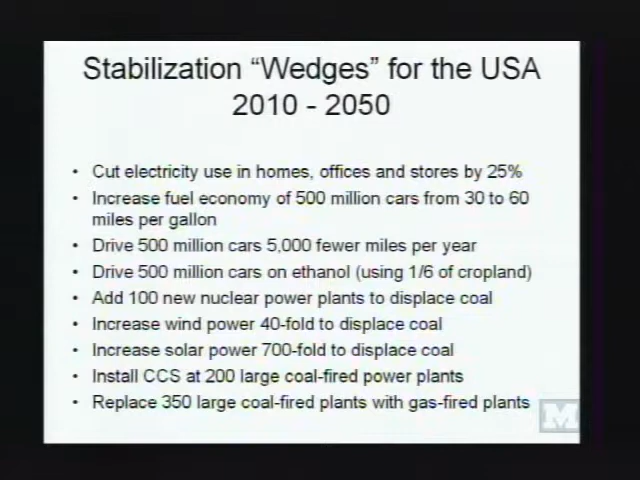 Stabilization “Wedges” for the USA
2010 - 2050
• Cut electricity use in homes, offices and stores by 25%
• Increase fuel economy of 500 million cars from 30 to 60
miles per gallon
• Drive 500 million cars 5,000 fewer miles per year
• Drive 500 million cars on ethanol (using 1/6 of cropland)
• Add 100 new nuclear power plants to displace coal
• Increase wind power 40-fold to displace coal
• Increase solar power 700-fold to displace coal
• Install CCS at 200 large coal-fired power plants
• Replace 350 large coal-fired plants with gas-fired plants
M